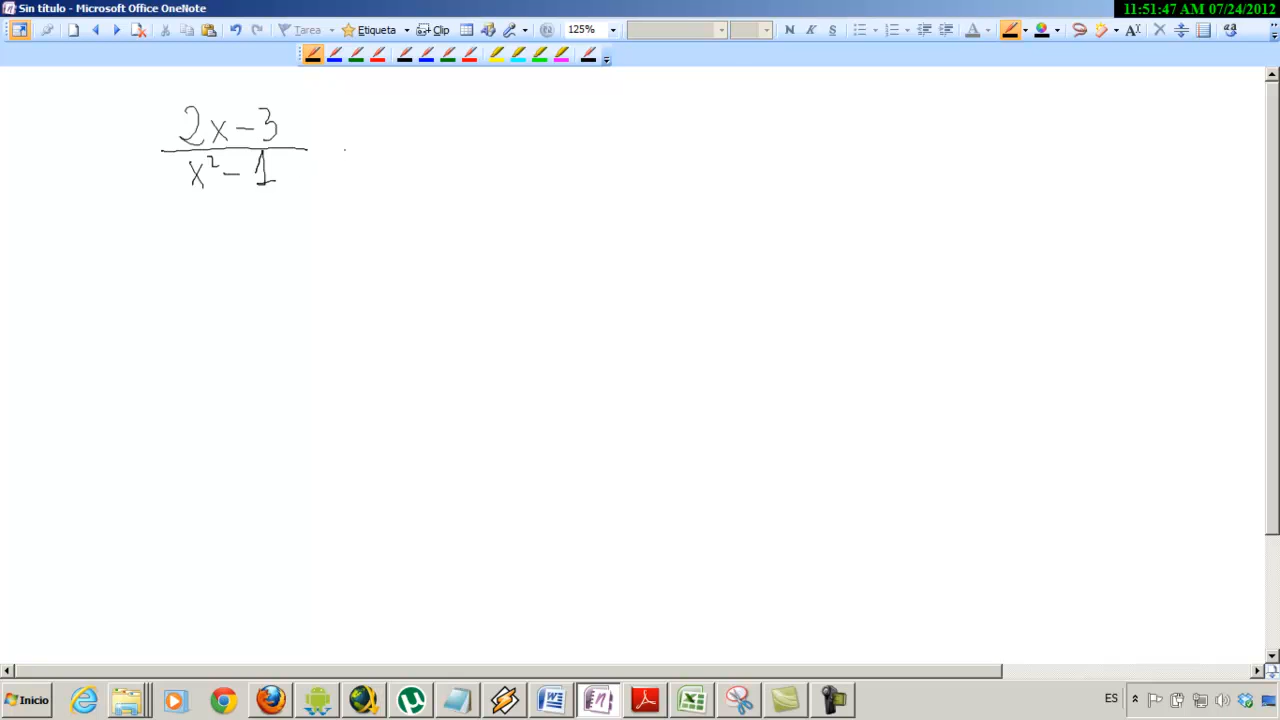 Sin título - Microsoft Office OneNote
11:51:47 AM 07/24/2012
Tarea Etiqueta Clip 125% N K S
2x - 3
x² - 1
Inicio ES